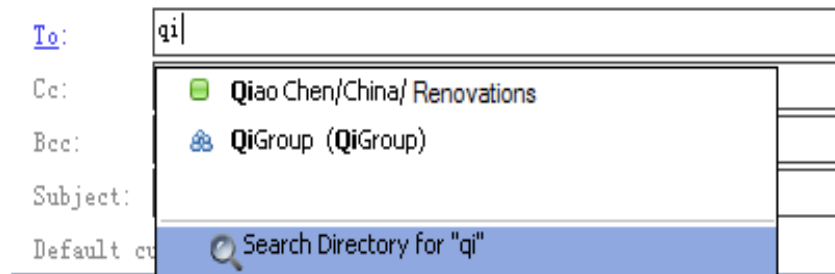 To: qi
Cc: Qiao Chen/China/ Renovations
Bcc: QiGroup (QiGroup)
Subject:
Default cu Search Directory for "qi"